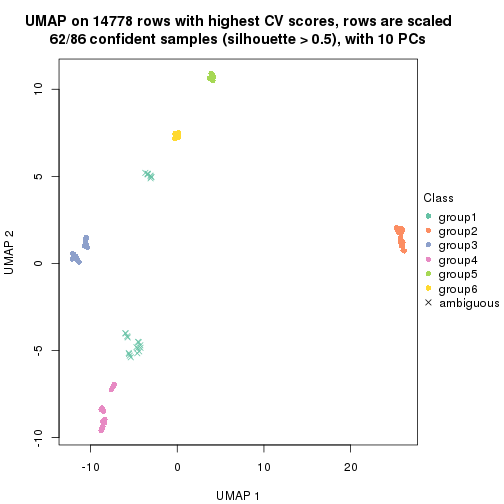 UMAP on 14778 rows with highest CV scores, rows are scaled
62/86 confident samples (silhouette > 0.5), with 10 PCs
10
5
0
-5
-10
UMAP 2
-10
0
10
20
UMAP 1
Class
group1
group2
group3
group4
group5
group6
ambiguous